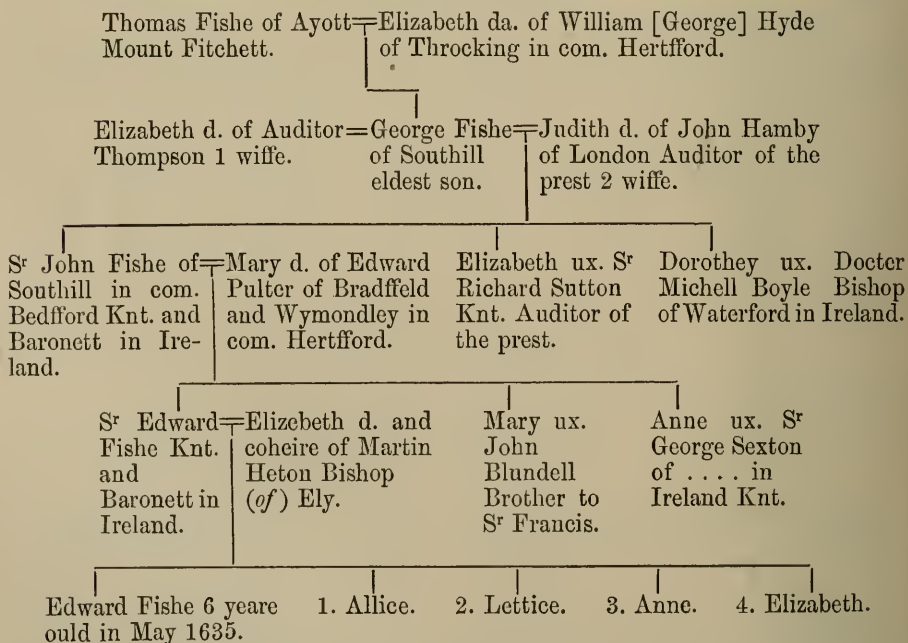 Thomas Fishe of Ayott=Elizabeth da. of William [George] Hyde
Mount Fitchett. of Throcking in com. Hertfford.
Elizabeth d. of Auditor=George Fishe=Judith d. of John Hamby
Thompson 1 wiffe. of Southill of London Auditor of the
eldest son. prest 2 wiffe.
Sʳ John Fishe of=Mary d. of Edward Elizabeth ux. Sʳ Dorothey ux. Docter
Southill in com. Pulter of Bradffeld Richard Sutton Michell Boyle Bishop
Bedfford Knt. and and Wymondley in Knt. Auditor of of Waterford in Ireland.
Baronett in Ire- com. Hertfford. the prest.
land.
Sʳ Edward=Elizebeth d. and Mary ux. Anne ux. Sʳ
Fishe Knt. coheire of Martin John George Sexton
and Heton Bishop Blundell of . . . . in
Baronett in (of) Ely. Brother to Ireland Knt.
Ireland. Sʳ Francis.
Edward Fishe 6 yeare 1. Allice. 2. Lettice. 3. Anne. 4. Elizabeth.
ould in May 1635.